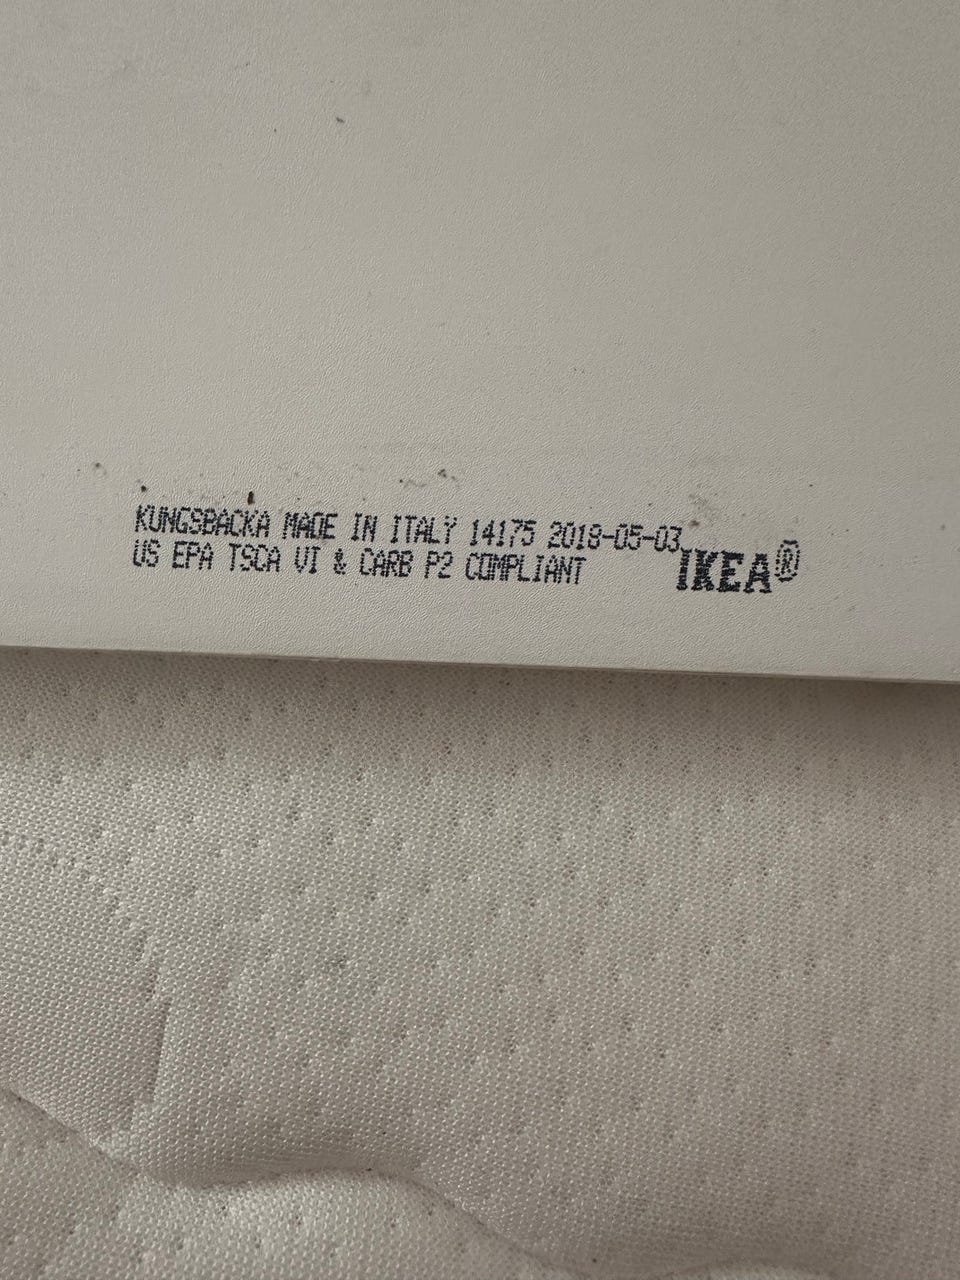 KUNGSBACKA MADE IN ITALY 14175 2018-05-03
US EPA TSCA VI & CARB P2 COMPLIANT
IKEA®